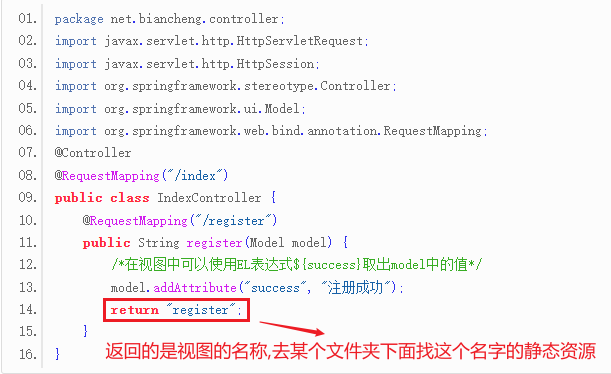 01. package net.biancheng.controller;
02. import javax.servlet.http.HttpServletRequest;
03. import javax.servlet.http.HttpSession;
04. import org.springframework.stereotype.Controller;
05. import org.springframework.ui.Model;
06. import org.springframework.web.bind.annotation.RequestMapping;
07. @Controller
08. @RequestMapping("/index")
09. public class IndexController {
10. @RequestMapping("/register")
11. public String register(Model model) {
12. /*在视图中可以使用EL表达式${success}取出model中的值*/
13. model.addAttribute("success", "注册成功");
14. return "register";
15. }
16. }
返回的是视图的名称,去某个文件夹下面找这个名字的静态资源